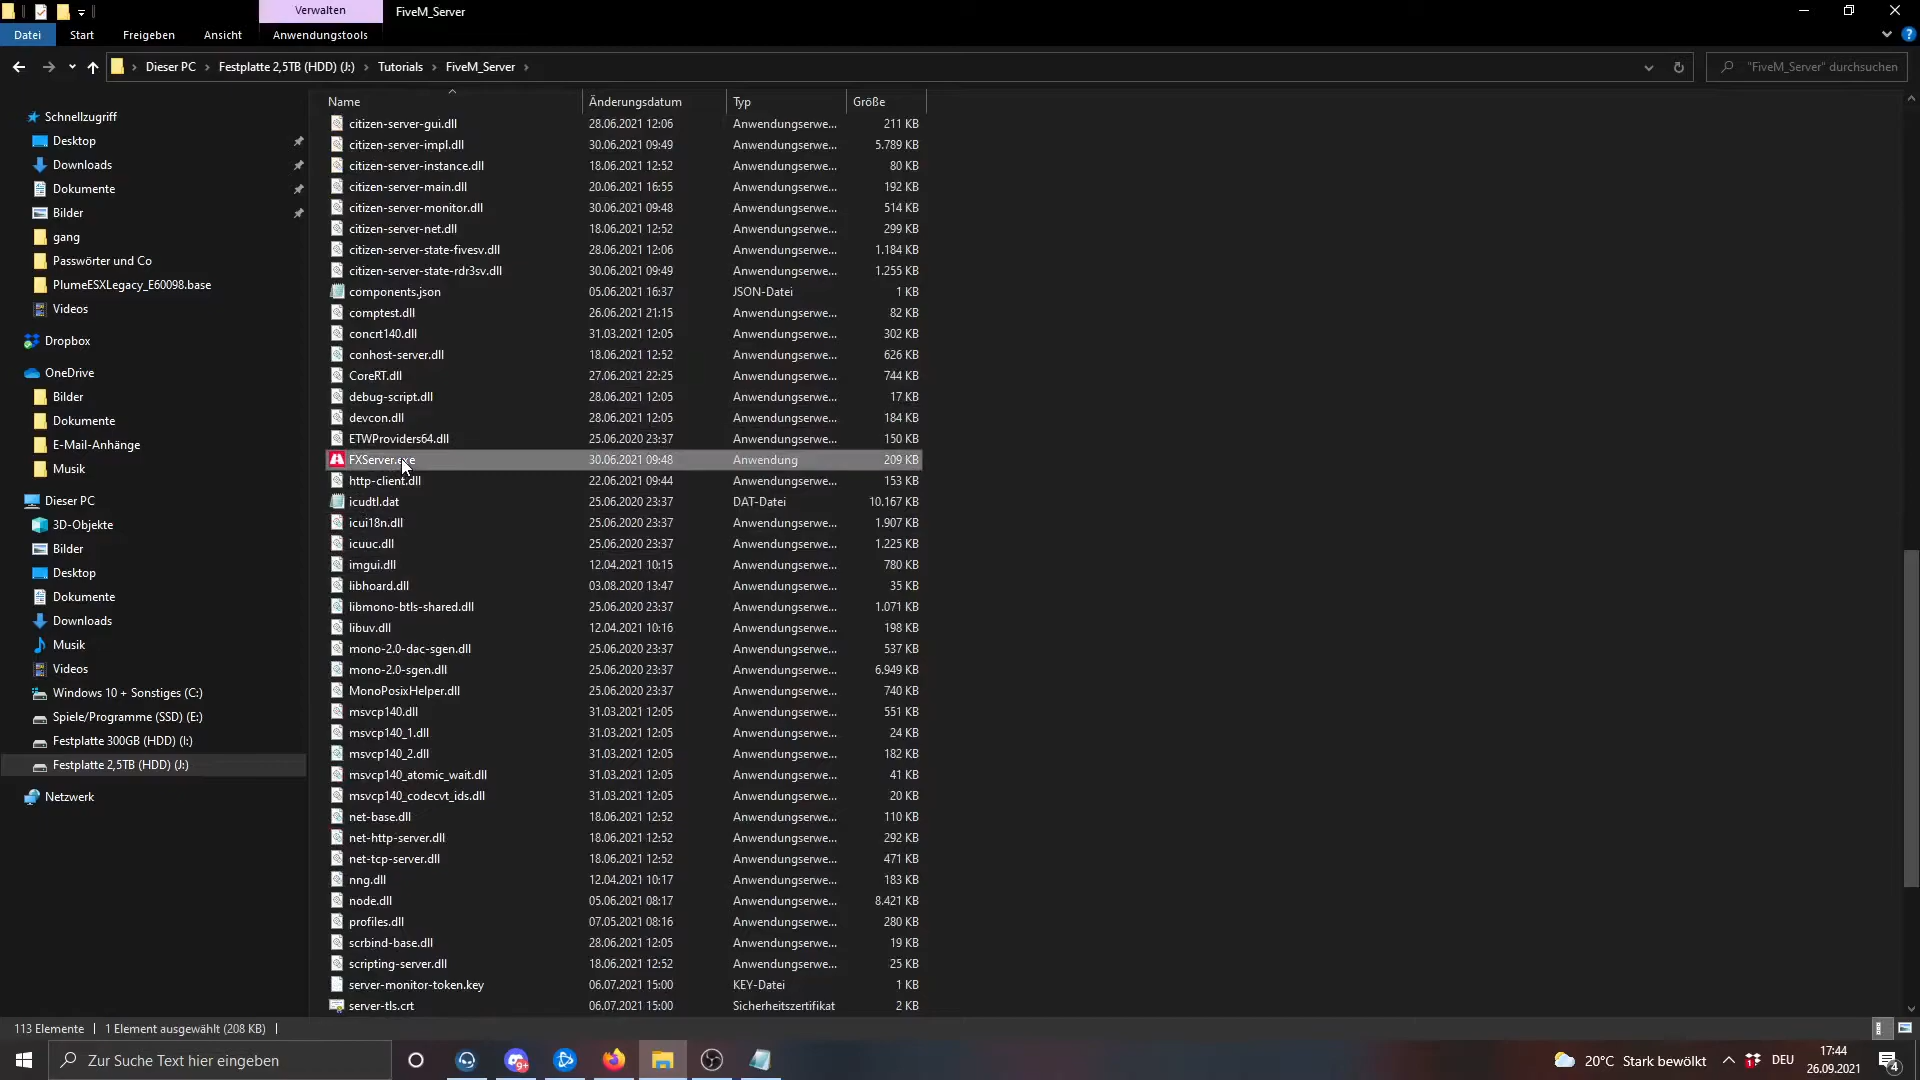 Verwalten
FiveM_Server
Datei
Start
Freigeben
Ansicht
Anwendungstools
Dieser PC
Festplatte 2,5TB (HDD) (J:)
Tutorials
FiveM_Server
"FiveM_Server" durchsuchen
Schnellzugriff
Desktop
Downloads
Dokumente
Bilder
gang
Passwörter und Co
PlumeESXLegacy_E60098.base
Videos
Dropbox
OneDrive
Bilder
Dokumente
E-Mail-Anhänge
Musik
Dieser PC
3D-Objekte
Bilder
Desktop
Dokumente
Downloads
Musik
Videos
Windows 10 + Sonstiges (C:)
Spiele/Programme (SSD) (E:)
Festplatte 300GB (HDD) (I:)
Festplatte 2,5TB (HDD) (J:)
Netzwerk
Name Änderungsdatum Typ Größe
citizen-server-gui.dll 28.06.2021 12:06 Anwendungserwe... 211 KB
citizen-server-impl.dll 30.06.2021 09:49 Anwendungserwe... 5.789 KB
citizen-server-instance.dll 18.06.2021 12:52 Anwendungserwe... 80 KB
citizen-server-main.dll 20.06.2021 16:55 Anwendungserwe... 192 KB
citizen-server-monitor.dll 30.06.2021 09:48 Anwendungserwe... 514 KB
citizen-server-net.dll 18.06.2021 12:52 Anwendungserwe... 299 KB
citizen-server-state-fivesv.dll 28.06.2021 12:06 Anwendungserwe... 1.184 KB
citizen-server-state-rdr3sv.dll 30.06.2021 09:49 Anwendungserwe... 1.255 KB
components.json 05.06.2021 16:37 JSON-Datei 1 KB
comptest.dll 26.06.2021 21:15 Anwendungserwe... 82 KB
concrt140.dll 31.03.2021 12:05 Anwendungserwe... 302 KB
conhost-server.dll 18.06.2021 12:52 Anwendungserwe... 626 KB
CoreRT.dll 27.06.2021 22:25 Anwendungserwe... 744 KB
debug-script.dll 28.06.2021 12:05 Anwendungserwe... 17 KB
devcon.dll 28.06.2021 12:05 Anwendungserwe... 184 KB
ETWProviders64.dll 25.06.2020 23:37 Anwendungserwe... 150 KB
FXServer.exe 30.06.2021 09:48 Anwendung 209 KB
http-client.dll 22.06.2021 09:44 Anwendungserwe... 153 KB
icudtl.dat 25.06.2020 23:37 DAT-Datei 10.167 KB
icui18n.dll 25.06.2020 23:37 Anwendungserwe... 1.907 KB
icuuc.dll 25.06.2020 23:37 Anwendungserwe... 1.225 KB
imgui.dll 12.04.2021 10:15 Anwendungserwe... 780 KB
libhoard.dll 03.08.2020 13:47 Anwendungserwe... 35 KB
libmono-btls-shared.dll 25.06.2020 23:37 Anwendungserwe... 1.071 KB
libuv.dll 12.04.2021 10:16 Anwendungserwe... 198 KB
mono-2.0-dac-sgen.dll 25.06.2020 23:37 Anwendungserwe... 537 KB
mono-2.0-sgen.dll 25.06.2020 23:37 Anwendungserwe... 6.949 KB
MonoPosixHelper.dll 25.06.2020 23:37 Anwendungserwe... 740 KB
msvcp140.dll 31.03.2021 12:05 Anwendungserwe... 551 KB
msvcp140_1.dll 31.03.2021 12:05 Anwendungserwe... 24 KB
msvcp140_2.dll 31.03.2021 12:05 Anwendungserwe... 182 KB
msvcp140_atomic_wait.dll 31.03.2021 12:05 Anwendungserwe... 41 KB
msvcp140_codecvt_ids.dll 31.03.2021 12:05 Anwendungserwe... 20 KB
net-base.dll 18.06.2021 12:52 Anwendungserwe... 110 KB
net-http-server.dll 18.06.2021 12:52 Anwendungserwe... 292 KB
net-tcp-server.dll 18.06.2021 12:52 Anwendungserwe... 471 KB
nng.dll 12.04.2021 10:17 Anwendungserwe... 183 KB
node.dll 05.06.2021 08:17 Anwendungserwe... 8.421 KB
profiles.dll 07.05.2021 08:16 Anwendungserwe... 280 KB
scrbind-base.dll 28.06.2021 12:05 Anwendungserwe... 19 KB
scripting-server.dll 18.06.2021 12:52 Anwendungserwe... 25 KB
server-monitor-token.key 06.07.2021 15:00 KEY-Datei 1 KB
server-tls.crt 06.07.2021 15:00 Sicherheitszertifikat 2 KB
113 Elemente
1 Element ausgewählt (208 KB)
Zur Suche Text hier eingeben
9+
20°C Stark bewölkt
DEU
17:44
26.09.2021
4